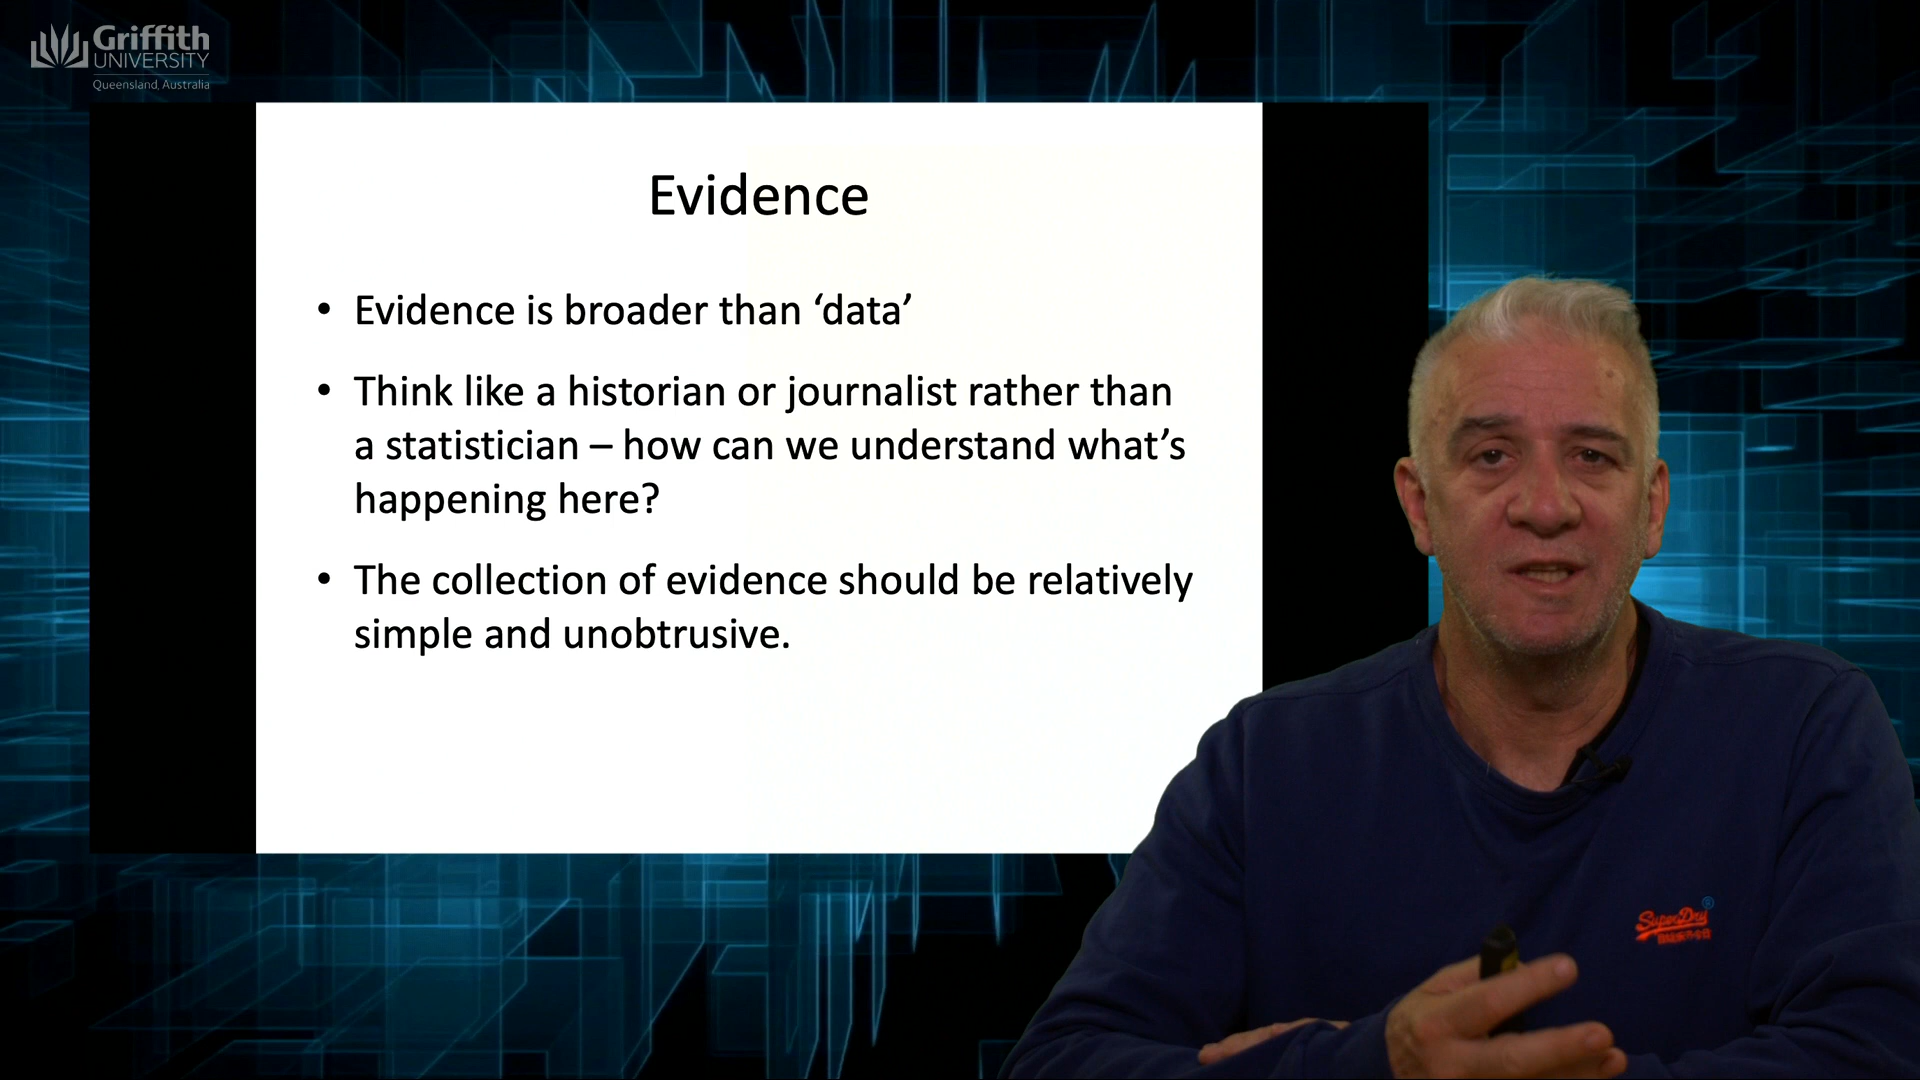 Griffith
UNIVERSITY
Queensland, Australia
Evidence
• Evidence is broader than ‘data’
• Think like a historian or journalist rather than
a statistician – how can we understand what’s
happening here?
• The collection of evidence should be relatively
simple and unobtrusive.
SuperDry